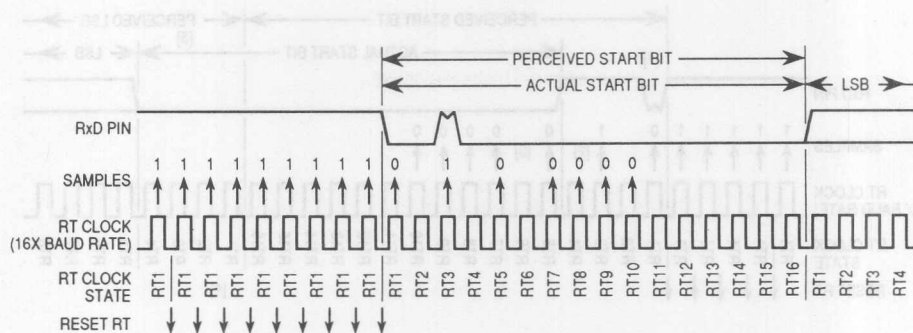 PERCEIVED START BIT
ACTUAL START BIT LSB
RxD PIN
SAMPLES 1 1 1 1 1 1 1 1 1 0 1 0 0 0 0 0
RT CLOCK
(16X BAUD RATE)
RT CLOCK
STATE
RT1 RT1 RT1 RT1 RT1 RT1 RT1 RT1 RT1 RT1 RT2 RT3 RT4 RT5 RT6 RT7 RT8 RT9 RT10 RT11 RT12 RT13 RT14 RT15 RT16 RT1 RT2 RT3 RT4
RESET RT